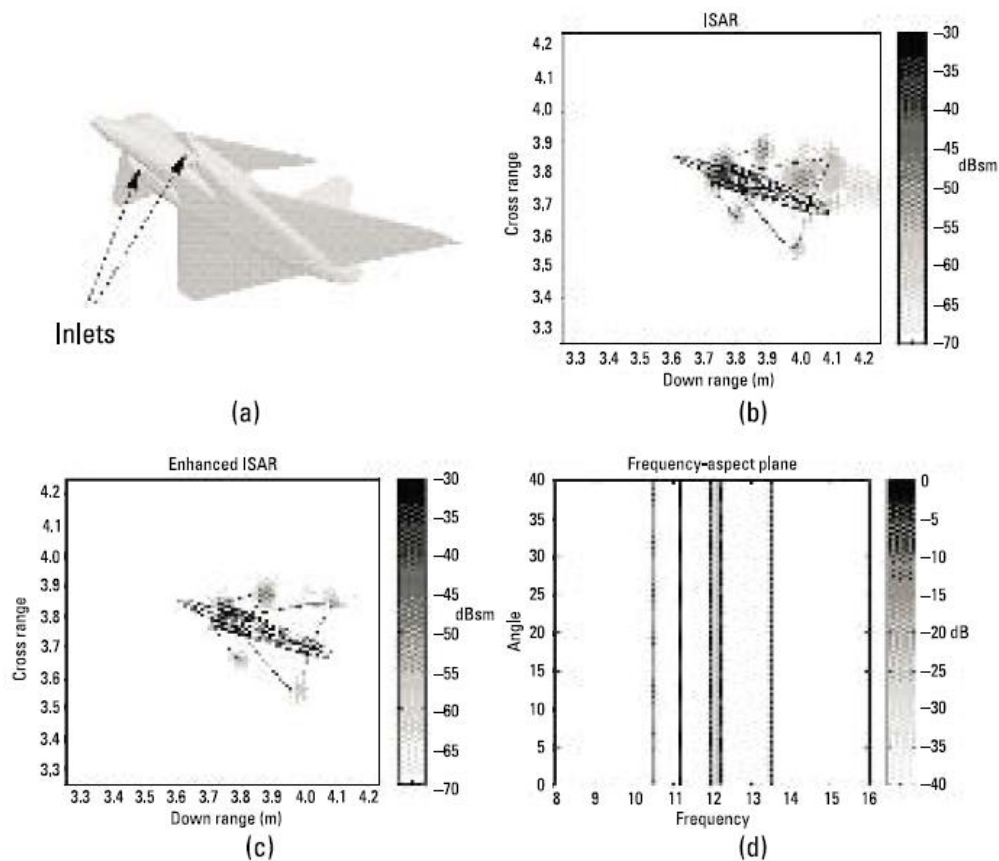 Inlets
(a)
ISAR
Cross range
4.2
4.1
4.0
3.9
3.8
3.7
3.6
3.5
3.4
3.3
3.3 3.4 3.5 3.6 3.7 3.8 3.9 4.0 4.1 4.2
Down range (m)
–30
–35
–40
–45
–50
–55
–60
–65
–70
dBsm
(b)
Enhanced ISAR
Cross range
4.2
4.1
4.0
3.9
3.8
3.7
3.6
3.5
3.4
3.3
3.3 3.4 3.5 3.6 3.7 3.8 3.9 4.0 4.1 4.2
Down range (m)
–30
–35
–40
–45
–50
–55
–60
–65
–70
dBsm
(c)
Frequency-aspect plane
Angle
40
35
30
25
20
15
10
5
0
8 9 10 11 12 13 14 15 16
Frequency
0
–5
–10
–15
–20
–25
–30
–35
–40
dB
(d)